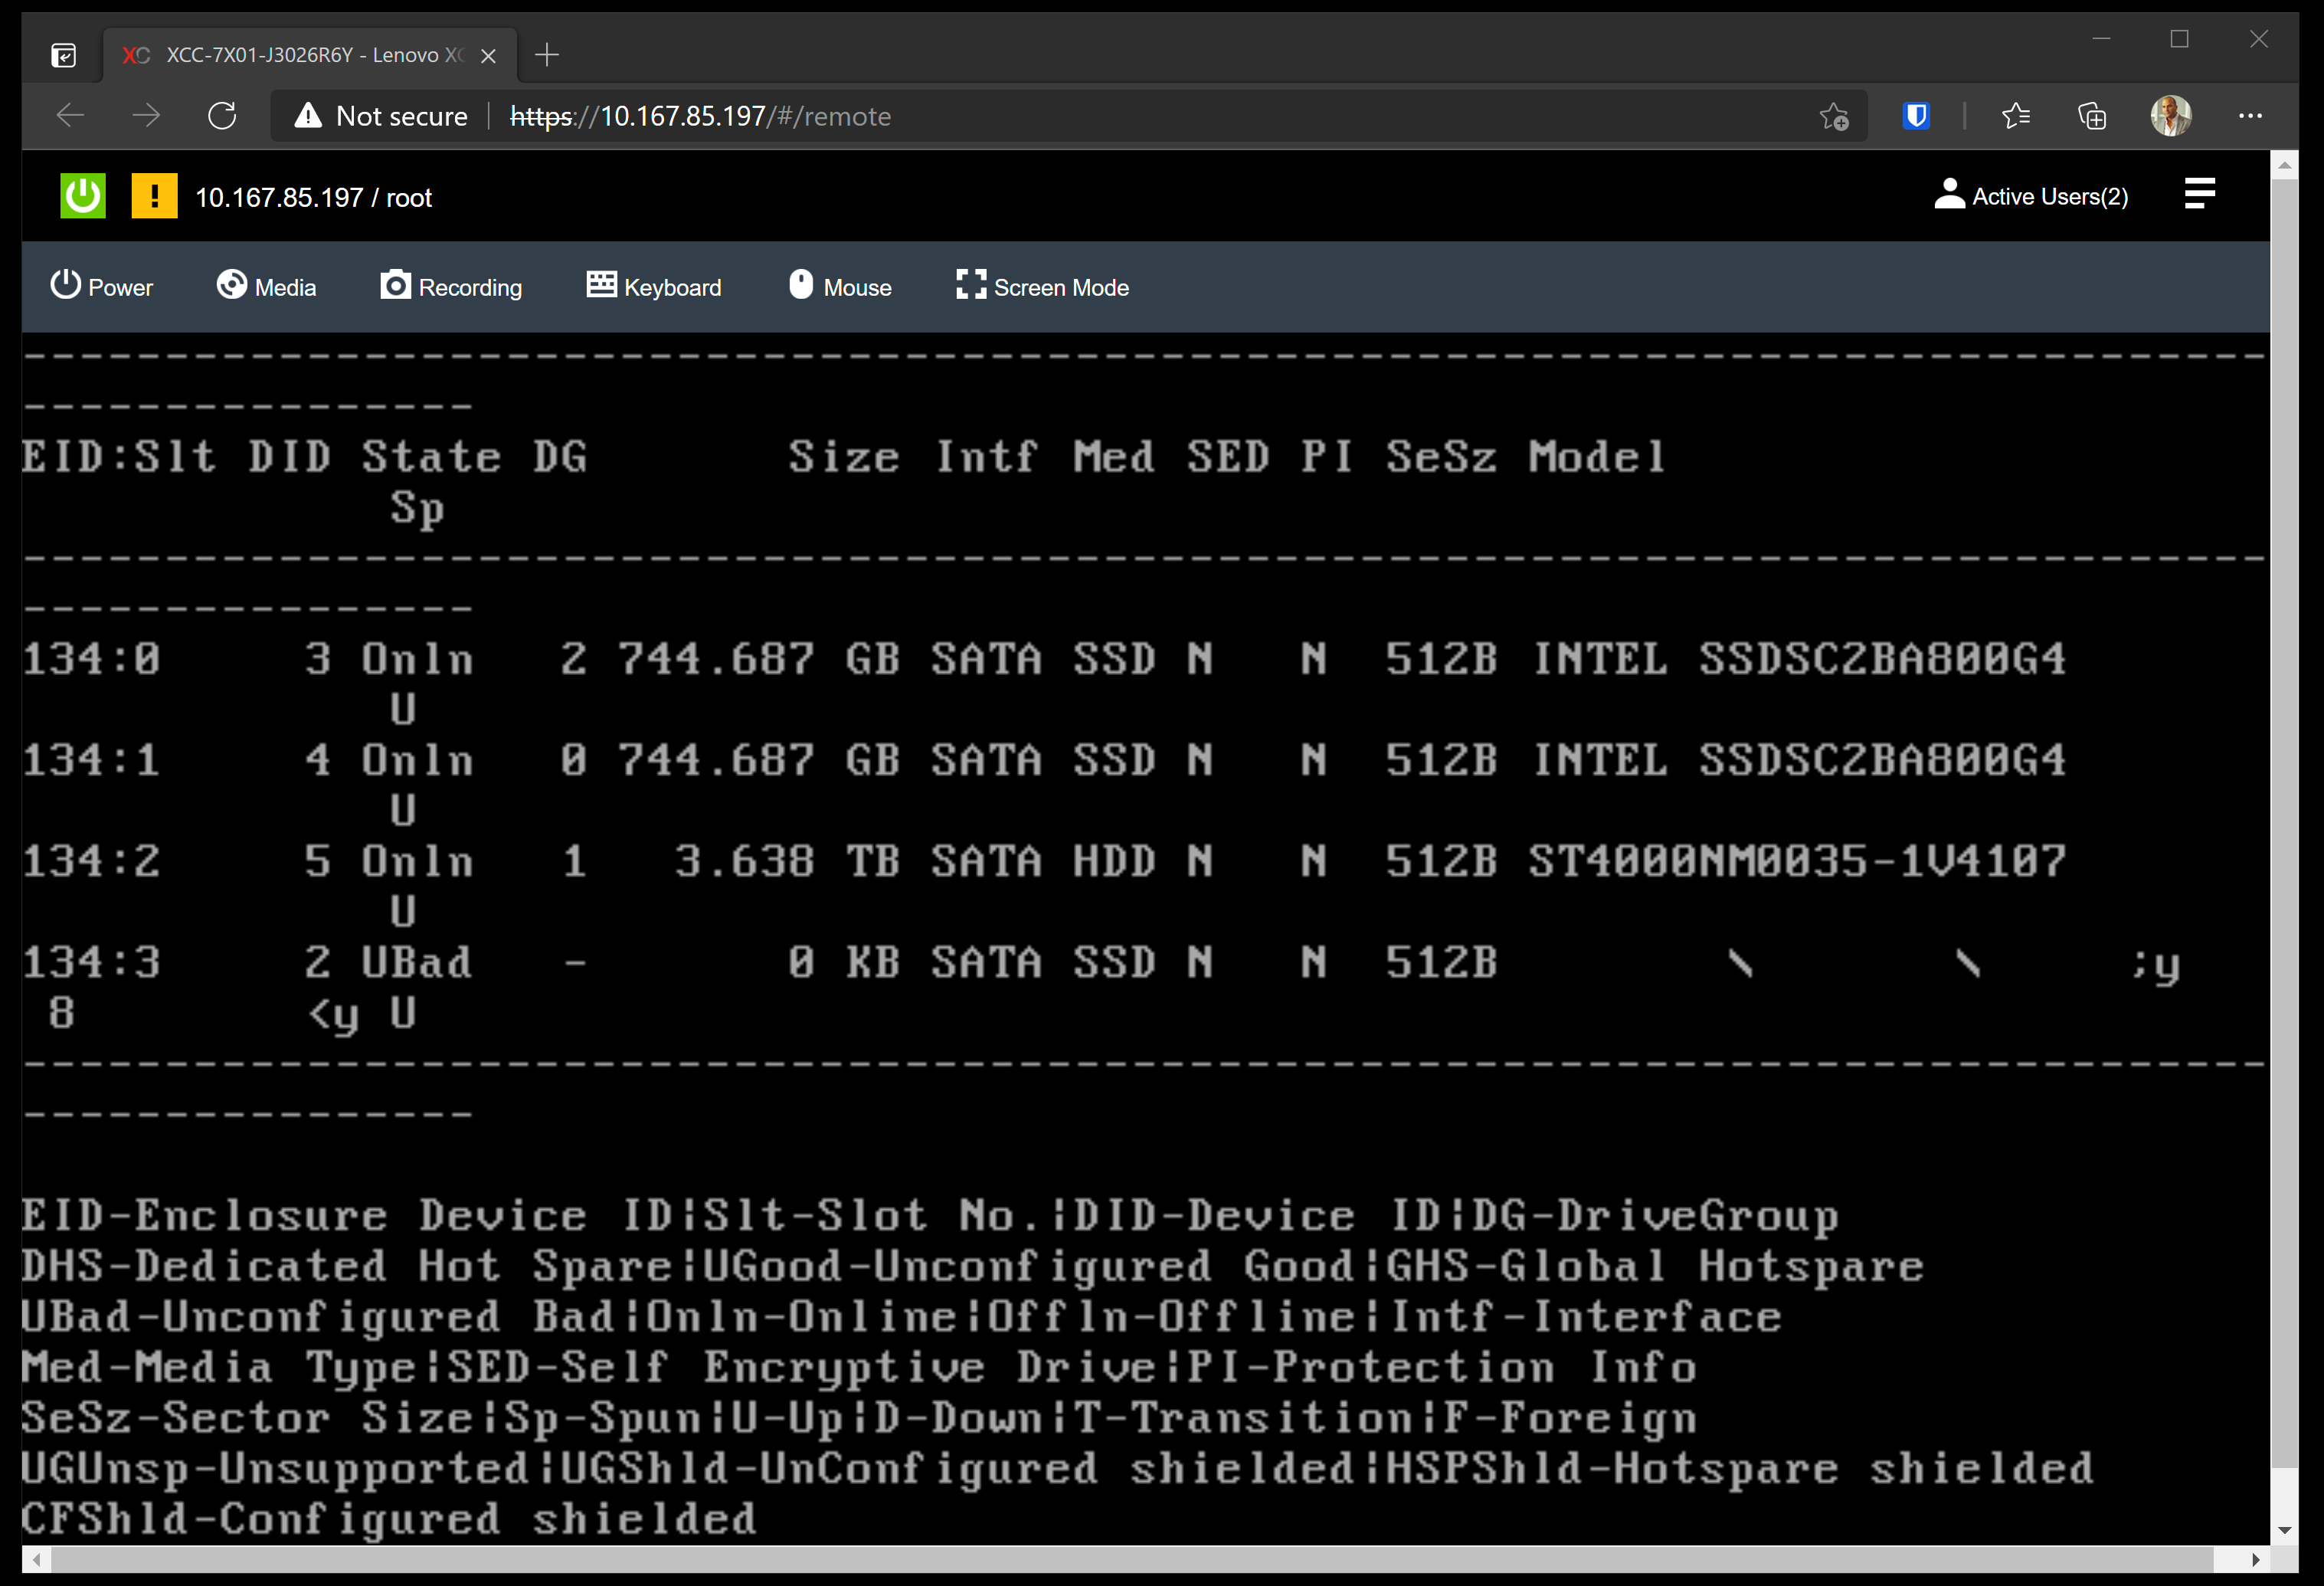 XCC-7X01-J3026R6Y - Lenovo XC
Not secure https://10.167.85.197/#/remote
10.167.85.197 / root Active Users(2)
Power Media Recording Keyboard Mouse Screen Mode
-------------------------------------------------------------------------------
----------------
EID:Slt DID State DG       Size Intf Med SED PI SeSz Model
             Sp
-------------------------------------------------------------------------------
----------------
134:0     3 Onln   2 744.687 GB SATA SSD N   N  512B INTEL SSDSC2BA800G4
             U
134:1     4 Onln   0 744.687 GB SATA SSD N   N  512B INTEL SSDSC2BA800G4
             U
134:2     5 Onln   1   3.638 TB SATA HDD N   N  512B ST4000NM0035-1V4107
             U
134:3     2 UBad   -       0 KB SATA SSD N   N  512B        \       \     ;y
 8        <y U
-------------------------------------------------------------------------------
----------------
EID-Enclosure Device ID|Slt-Slot No.|DID-Device ID|DG-DriveGroup
DHS-Dedicated Hot Spare|UGood-Unconfigured Good|GHS-Global Hotspare
UBad-Unconfigured Bad|Onln-Online|Offln-Offline|Intf-Interface
Med-Media Type|SED-Self Encryptive Drive|PI-Protection Info
SeSz-Sector Size|Sp-Spun|U-Up|D-Down|T-Transition|F-Foreign
UGUnsp-Unsupported|UGShld-UnConfigured shielded|HSPShld-Hotspare shielded
CFShld-Configured shielded